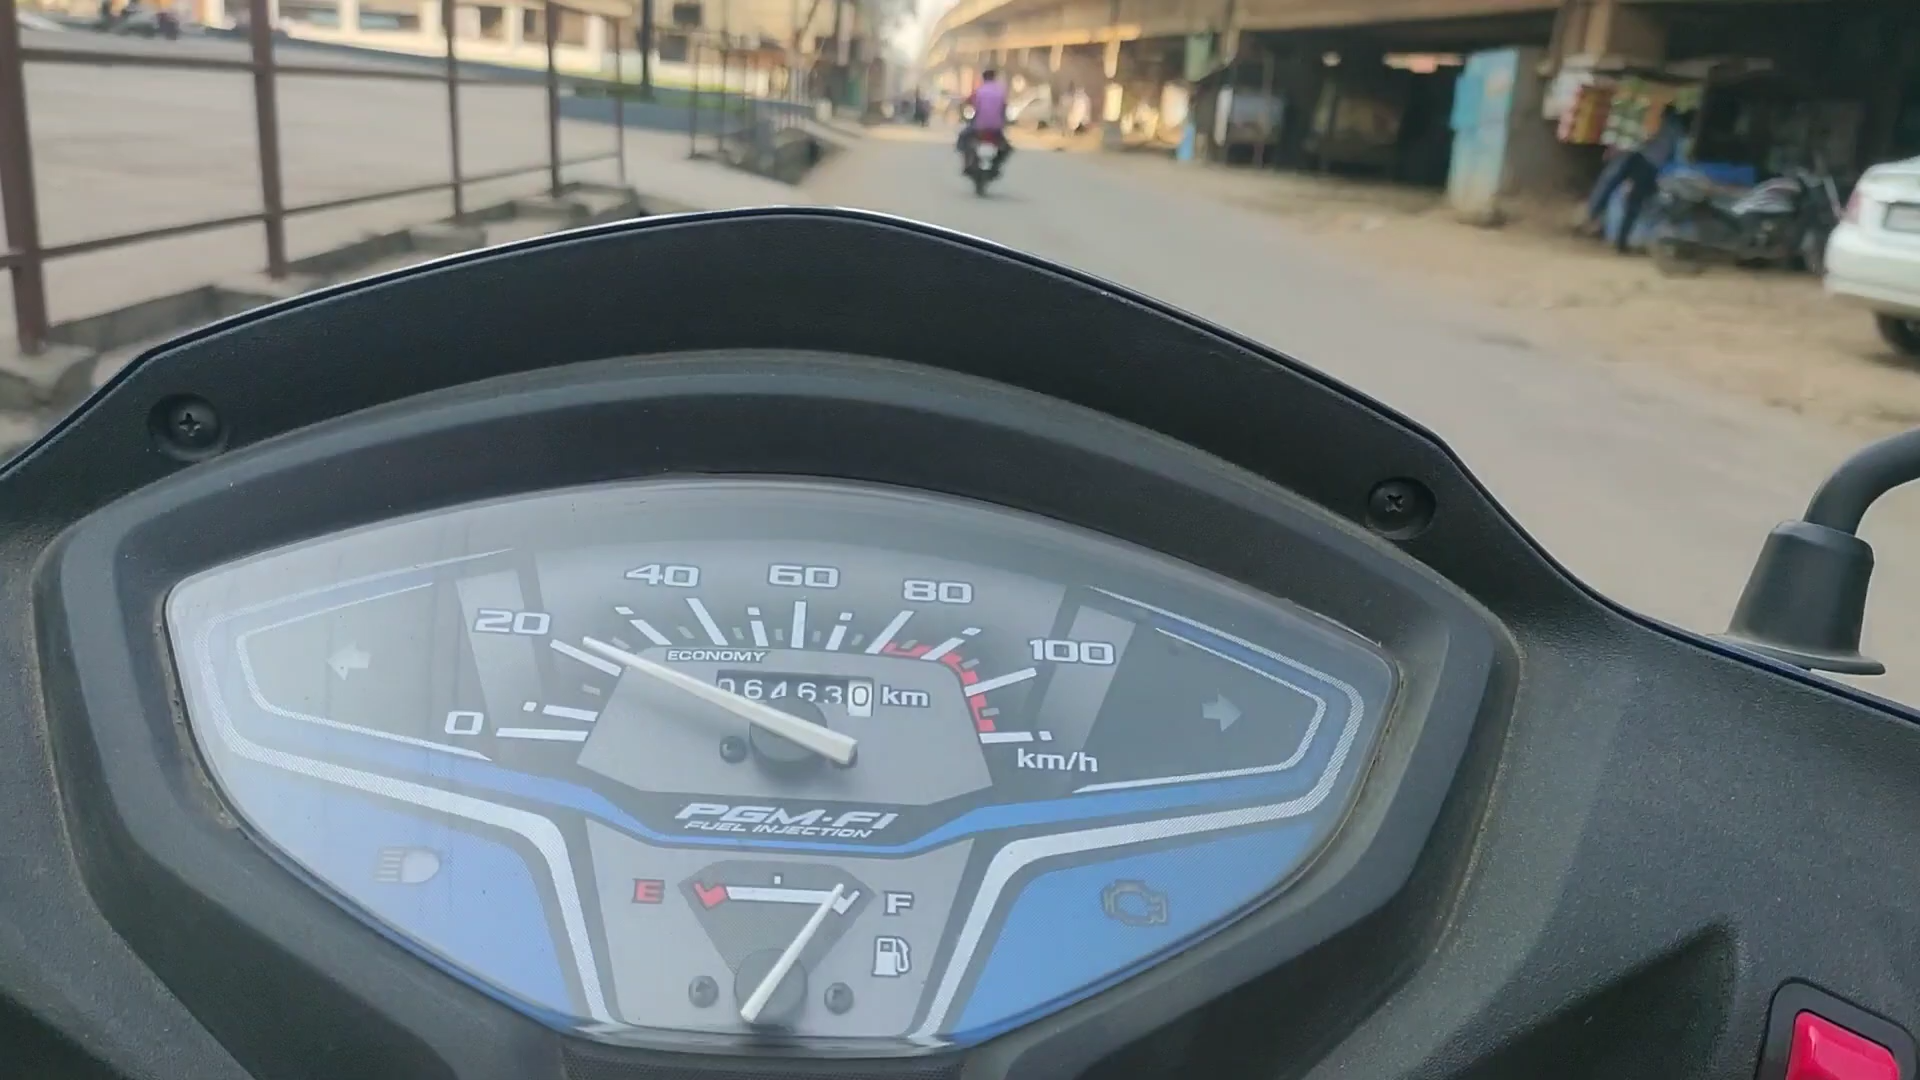 40 60 80
20 100
ECONOMY
064630 km
0
km/h
PGM-FI
FUEL INJECTION
E F